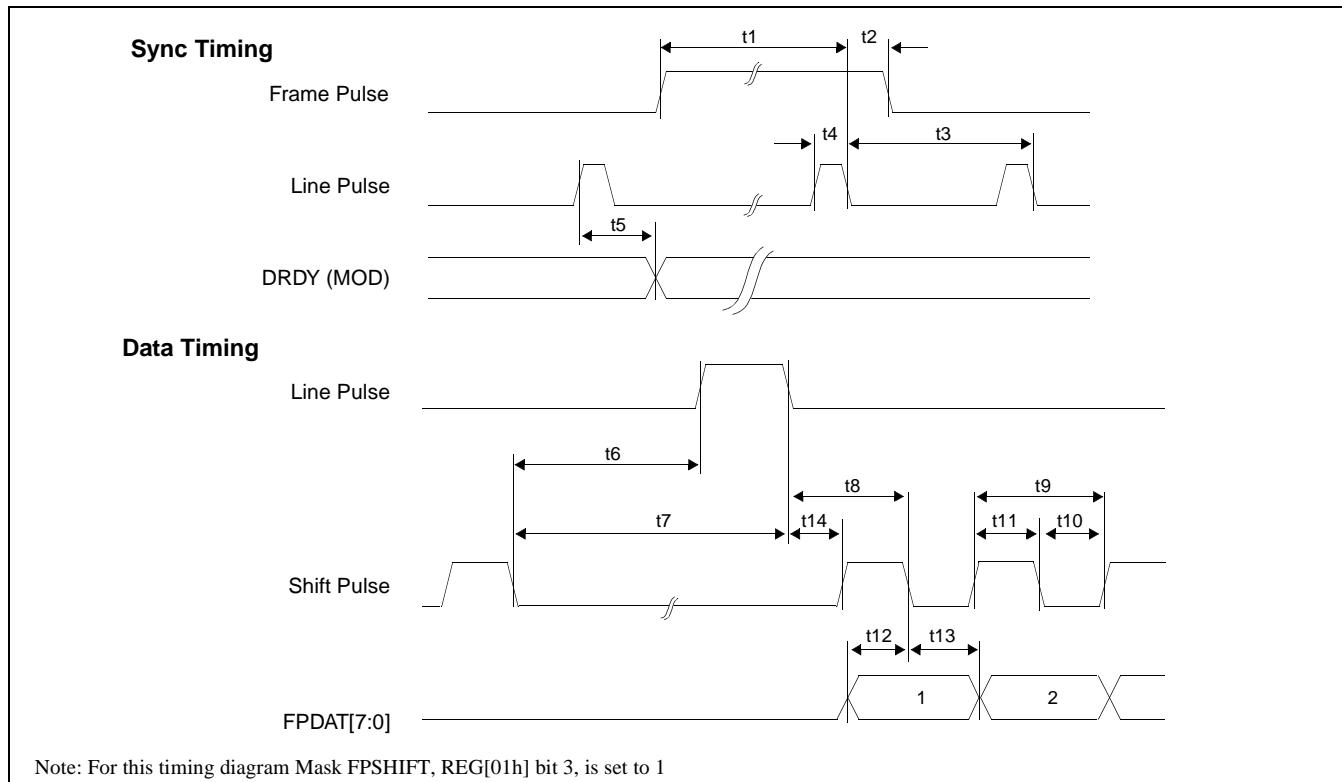 Sync Timing
t1
t2
Frame Pulse
t4
t3
Line Pulse
t5
DRDY (MOD)
Data Timing
Line Pulse
t6
t8
t9
t7
t14
t11
t10
Shift Pulse
t12
t13
1
2
FPDAT[7:0]
Note: For this timing diagram Mask FPSHIFT, REG[01h] bit 3, is set to 1